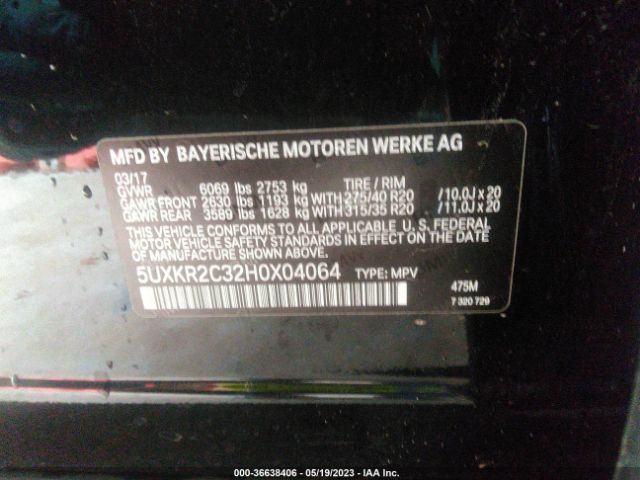 MFD BY BAYERISCHE MOTOREN WERKE AG
03/17 TIRE / RIM
GVWR 6069 lbs 2753 kg
GAWR FRONT 2630 lbs 1193 kg WITH 275/40 R20 /10.0J x 20
GAWR REAR 3589 lbs 1628 kg WITH 315/35 R20 /11.0J x 20
THIS VEHICLE CONFORMS TO ALL APPLICABLE U. S. FEDERAL
MOTOR VEHICLE SAFETY STANDARDS IN EFFECT ON THE DATE
OF MANUFACTURE SHOWN ABOVE.
5UXKR2C32H0X04064 TYPE: MPV 475M
7 320 729
000-36638406 - 05/19/2023 - IAA Inc.